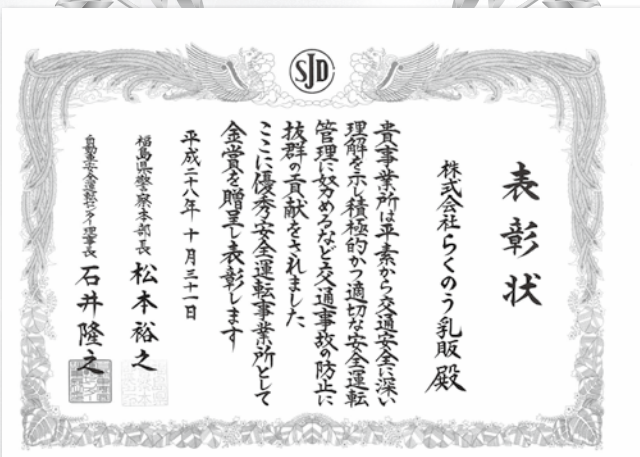 SJD
表彰状
株式会社らくのう乳販 殿
貴事業所は平素から交通安全に深い
理解を示し積極的かつ適切な安全運転
管理に努めるなど交通事故の防止に
抜群の貢献をされました
ここに優秀安全運転事業所として
金賞を贈呈し表彰します
平成二十八年 十月三十一日
福島県警察本部長 松本裕之
自動車安全運転センター理事長 石井隆之